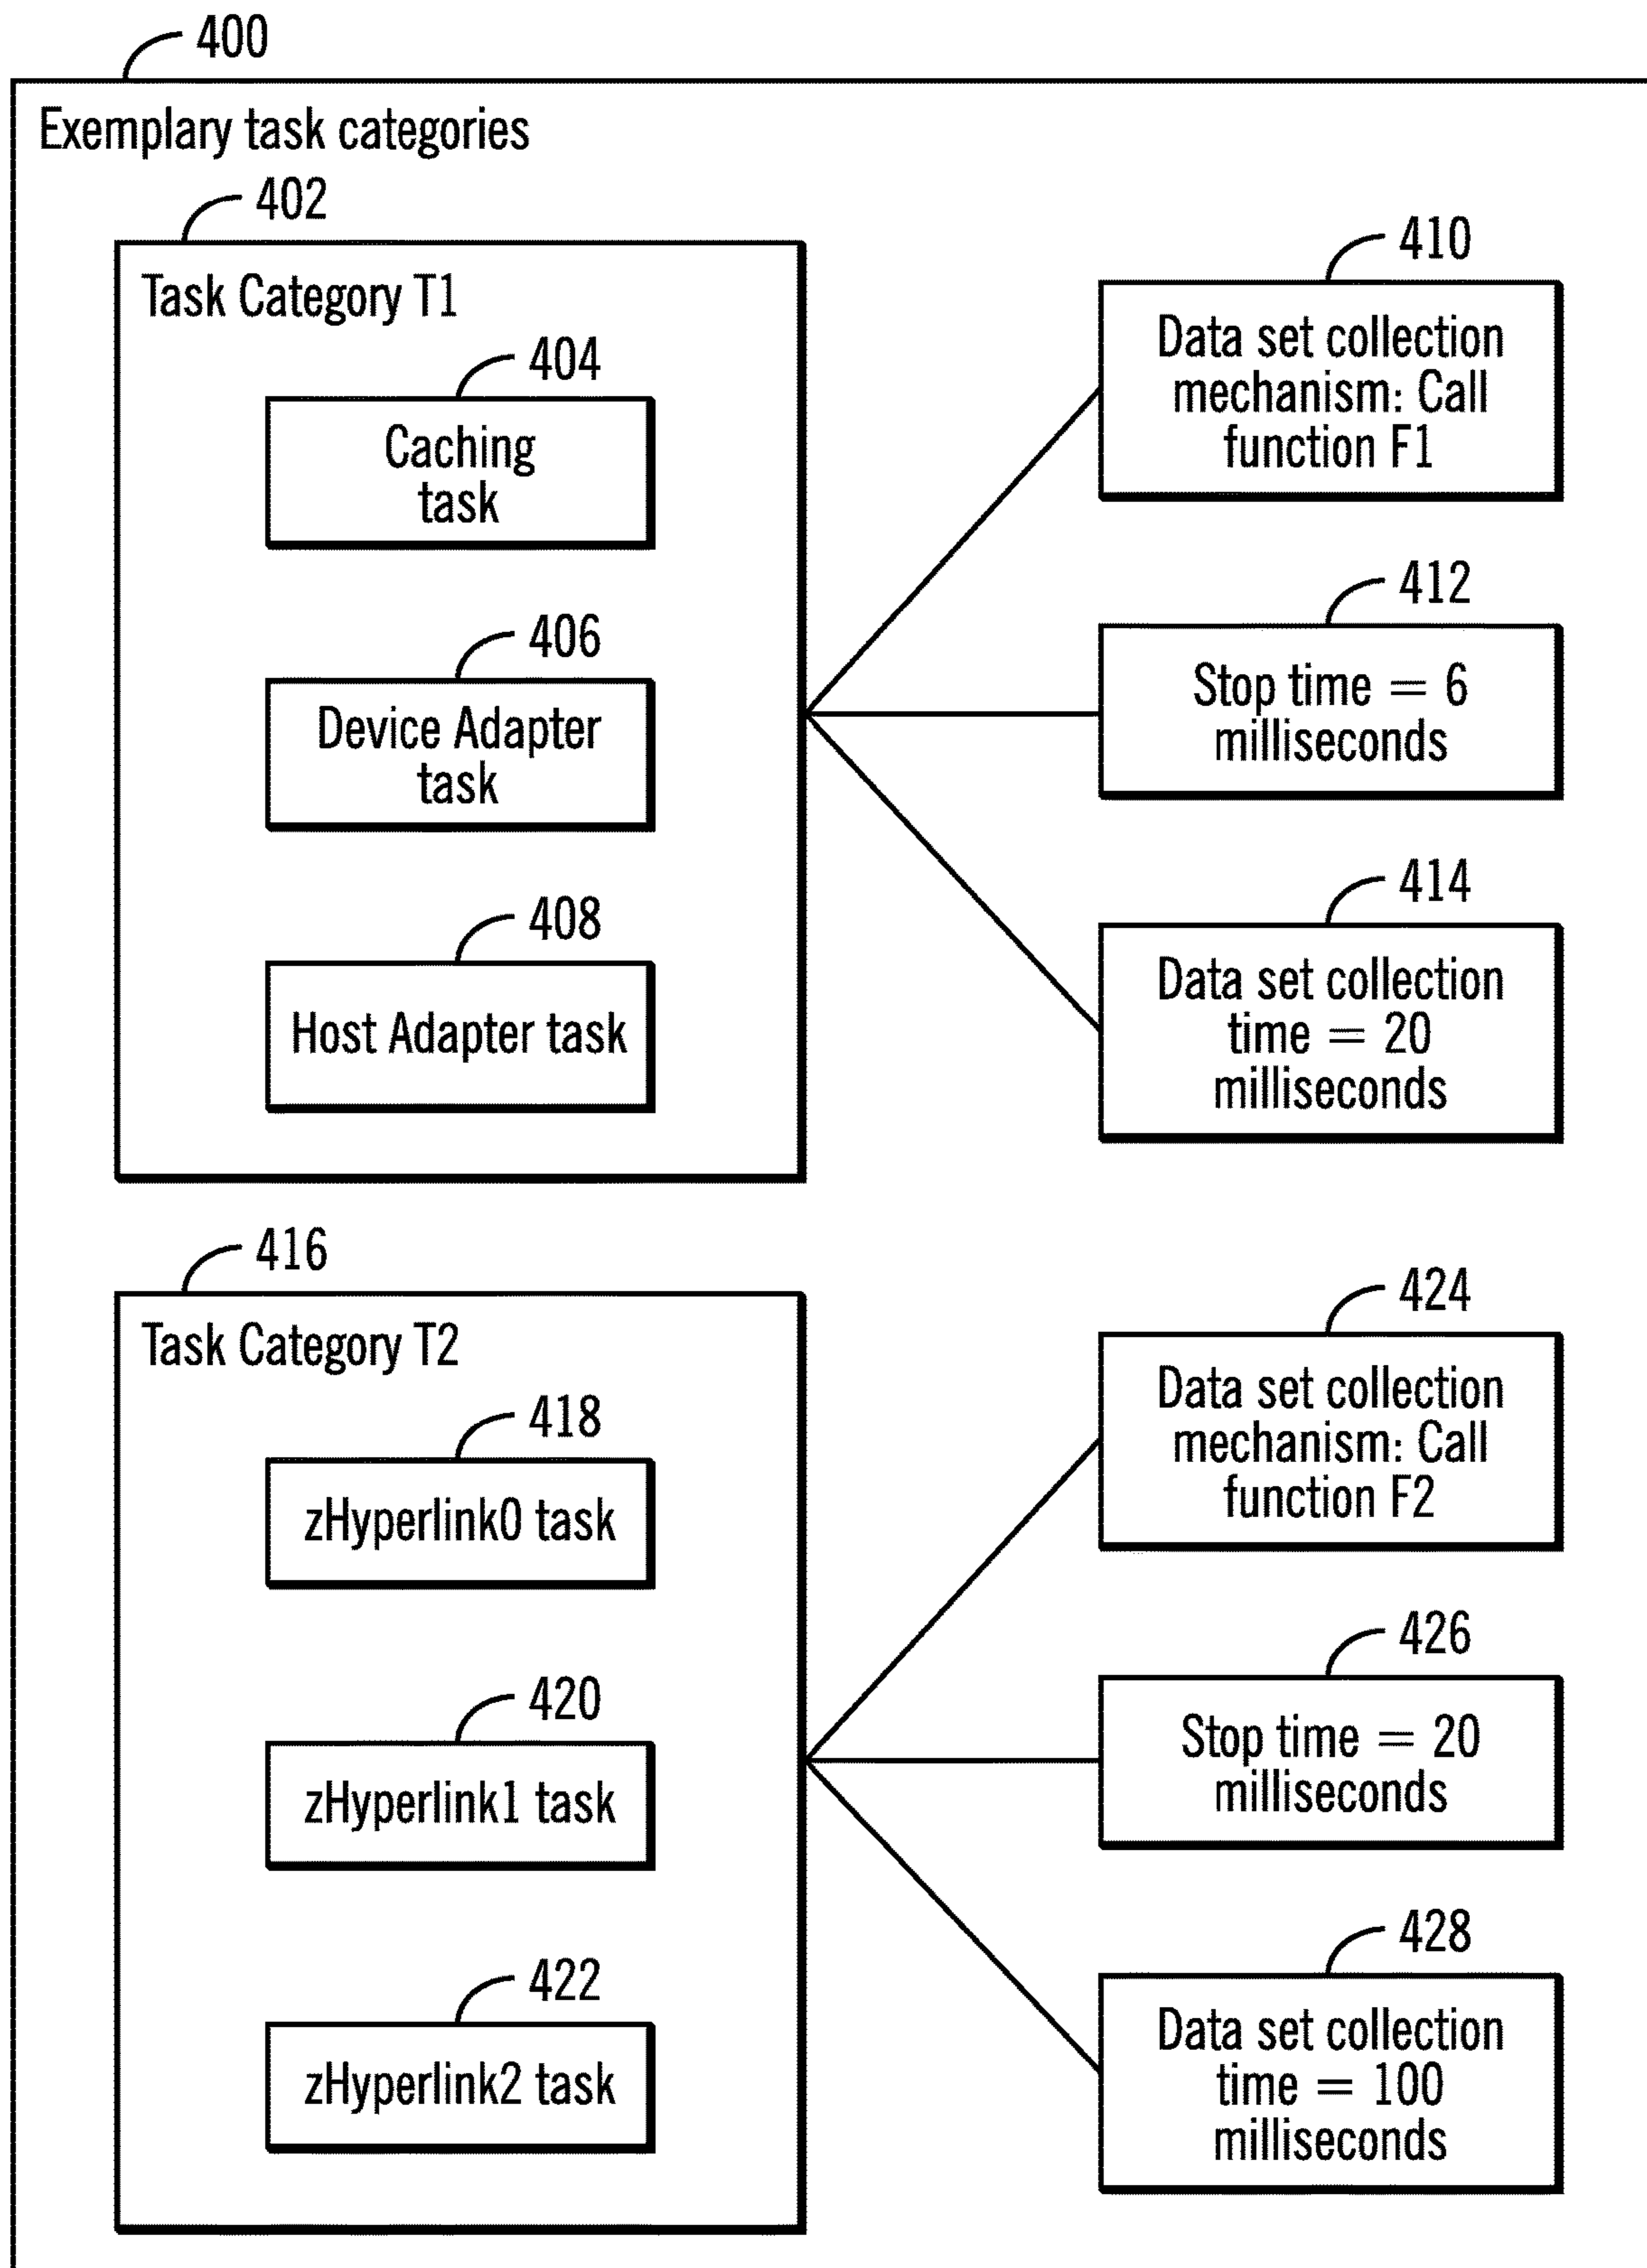 400
Exemplary task categories
402
Task Category T1
404
Caching
task
406
Device Adapter
task
408
Host Adapter task
410
Data set collection
mechanism: Call
function F1
412
Stop time = 6
milliseconds
414
Data set collection
time = 20
milliseconds
416
Task Category T2
418
zHyperlink0 task
420
zHyperlink1 task
422
zHyperlink2 task
424
Data set collection
mechanism: Call
function F2
426
Stop time = 20
milliseconds
428
Data set collection
time = 100
milliseconds